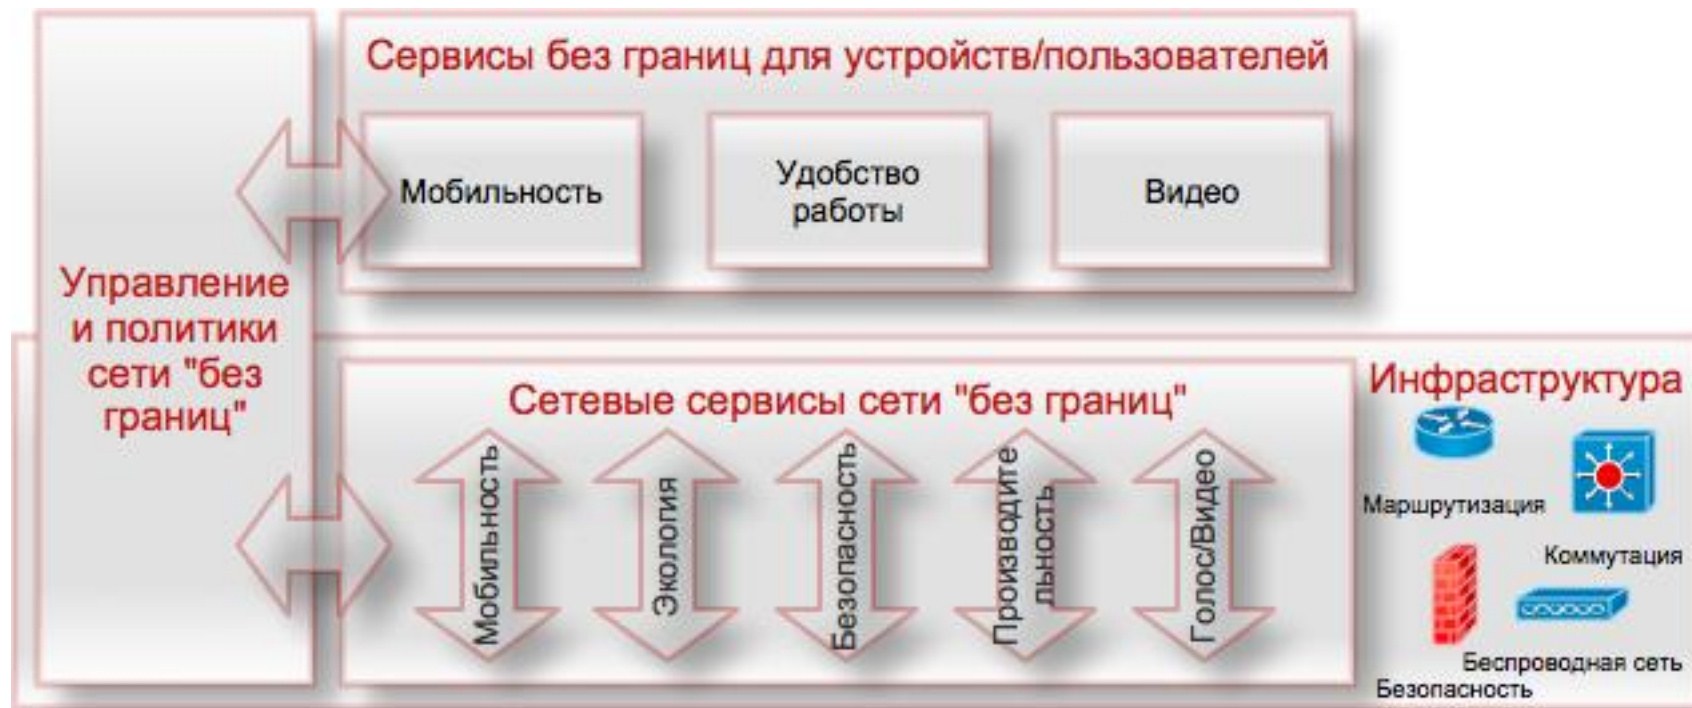 Сервисы без границ для устройств/пользователей
Мобильность
Удобство
работы
Видео
Управление
и политики
сети "без
границ"
Сетевые сервисы сети "без границ"
Мобильность
Экология
Безопасность
Производите
льность
Голос/Видео
Инфраструктура
Маршрутизация
Коммутация
Беспроводная сеть
Безопасность